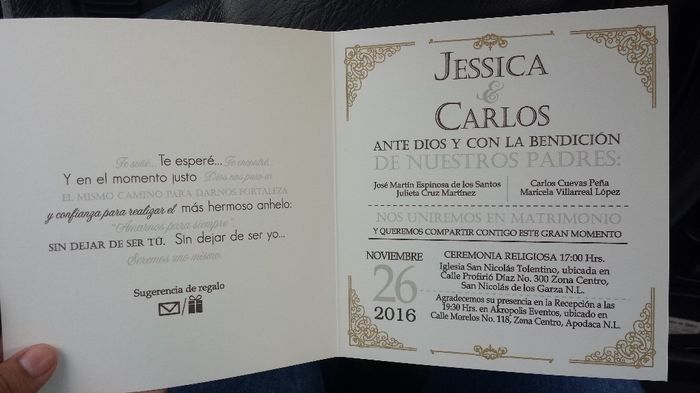 Te soñé... Te esperé... Te encontré...
Y en el momento justo Dios nos puso en
EL MISMO CAMINO PARA DARNOS FORTALEZA
y confianza para realizar el más hermoso anhelo:
"Amarnos para siempre".
SIN DEJAR DE SER TÚ. Sin dejar de ser yo...
Seremos uno mismo.
Sugerencia de regalo
/
JESSICA
&
CARLOS
ANTE DIOS Y CON LA BENDICIÓN
DE NUESTROS PADRES:
José Martín Espinosa de los Santos
Julieta Cruz Martínez
Carlos Cuevas Peña
Maricela Villarreal López
NOS UNIREMOS EN MATRIMONIO
Y QUEREMOS COMPARTIR CONTIGO ESTE GRAN MOMENTO
NOVIEMBRE
26
2016
CEREMONIA RELIGIOSA 17:00 Hrs.
Iglesia San Nicolás Tolentino, ubicada en
Calle Profirió Díaz No. 300 Zona Centro,
San Nicolás de los Garza N.L.
Agradecemos su presencia en la Recepción a las
19:30 Hrs. en Akropolis Eventos, ubicado en
Calle Morelos No. 118, Zona Centro, Apodaca N.L.